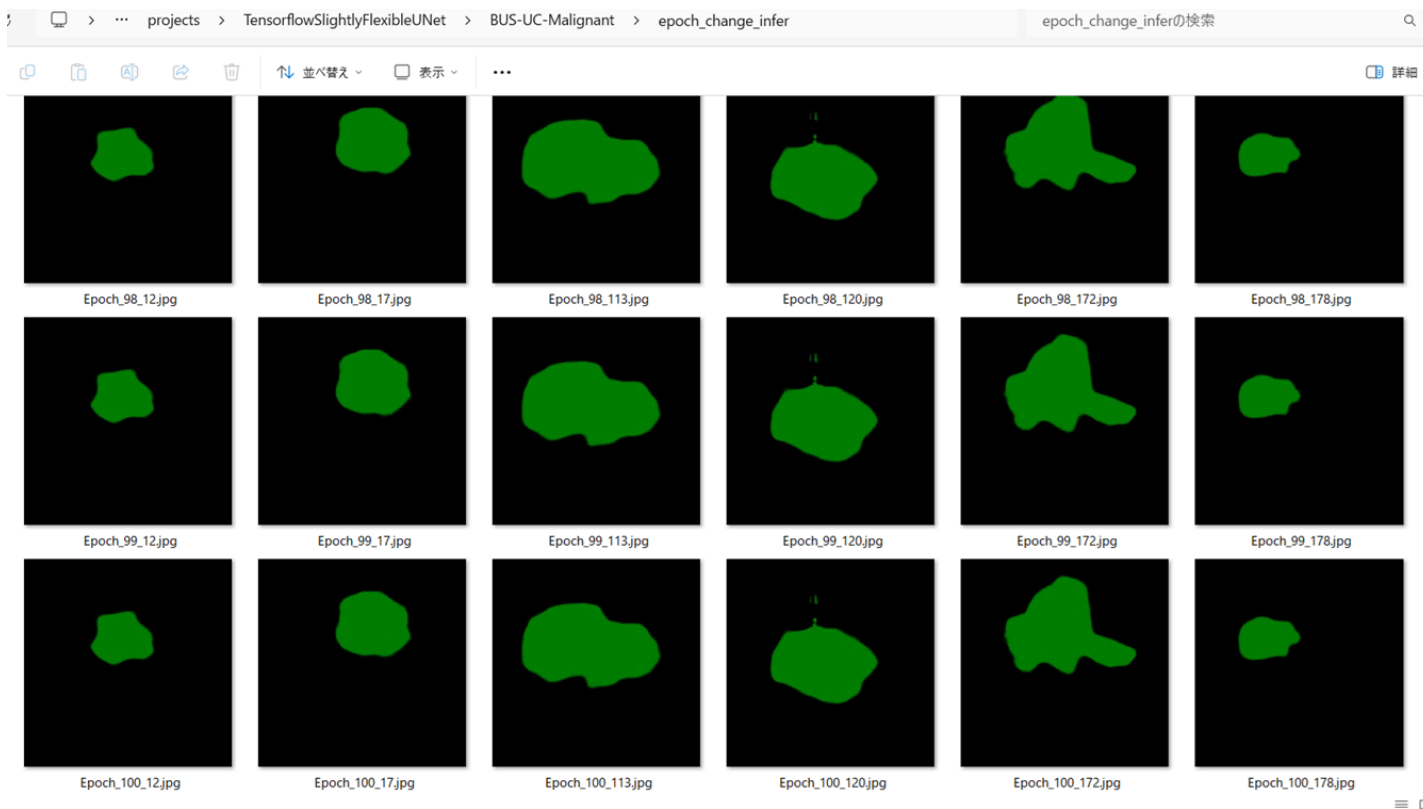 > ... projects > TensorflowSlightlyFlexibleUNet > BUS-UC-Malignant > epoch_change_infer
epoch_change_inferの検索
並べ替え 表示 ... 詳細
Epoch_98_12.jpg Epoch_98_17.jpg Epoch_98_113.jpg Epoch_98_120.jpg Epoch_98_172.jpg Epoch_98_178.jpg
Epoch_99_12.jpg Epoch_99_17.jpg Epoch_99_113.jpg Epoch_99_120.jpg Epoch_99_172.jpg Epoch_99_178.jpg
Epoch_100_12.jpg Epoch_100_17.jpg Epoch_100_113.jpg Epoch_100_120.jpg Epoch_100_172.jpg Epoch_100_178.jpg